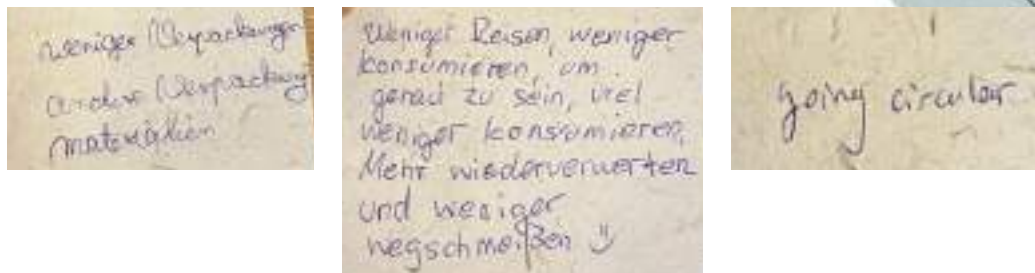 weniger Verpackungen
andere Verpackung
materialien
Weniger Reisen, weniger
konsumieren, um
genau zu sein, viel
weniger konsumieren,
Mehr wiederverwerten
und weniger
wegschmeißen ü
going circular